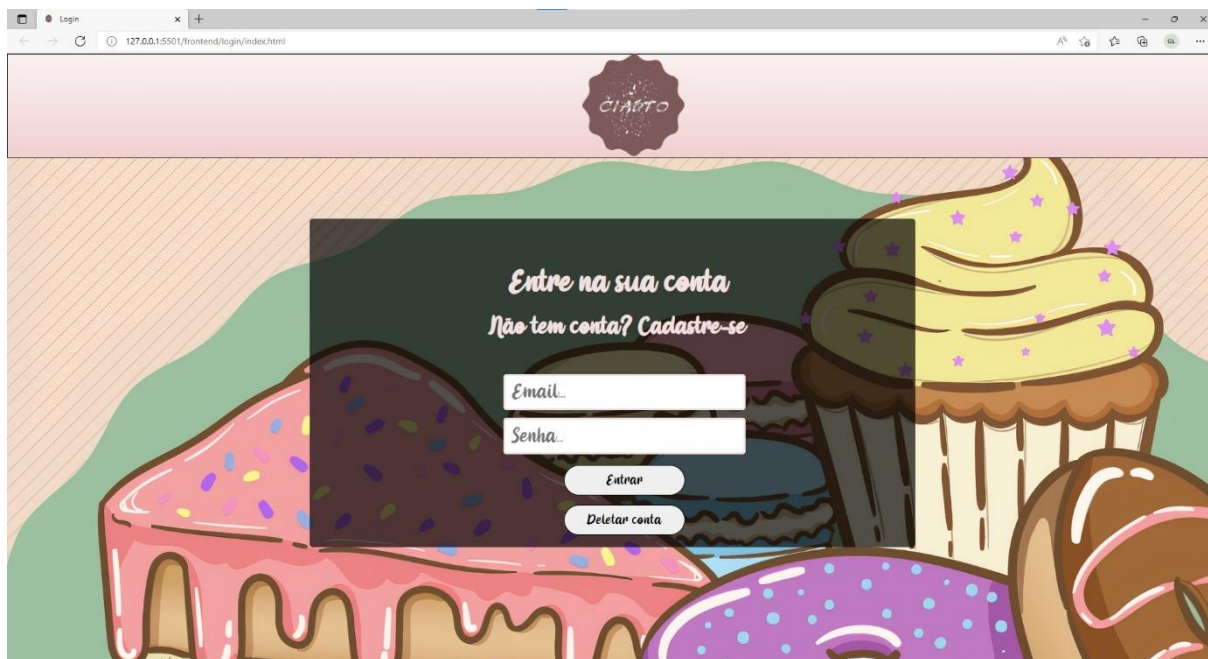 Login
127.0.0.1:5501/frontend/login/index.html
GL
Entre na sua conta
Não tem conta? Cadastre-se
Email...
Senha...
Entrar
Deletar conta